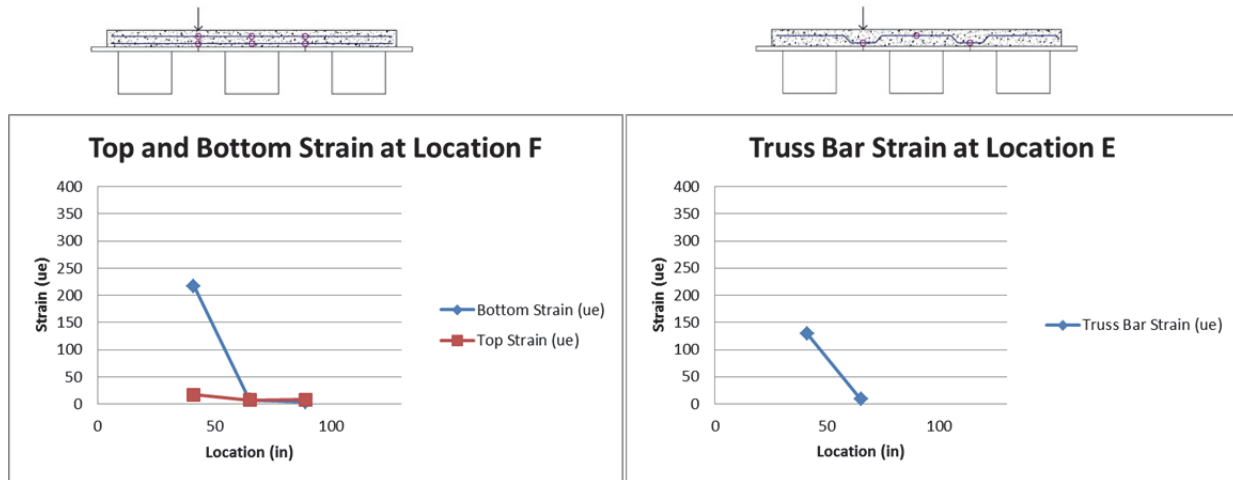 Top and Bottom Strain at Location F
400
350
300
250
200
150
100
50
0
Strain (ue)
0
50
100
Location (in)
Bottom Strain (ue)
Top Strain (ue)
Truss Bar Strain at Location E
400
350
300
250
200
150
100
50
0
Strain (ue)
0
50
100
Location (in)
Truss Bar Strain (ue)